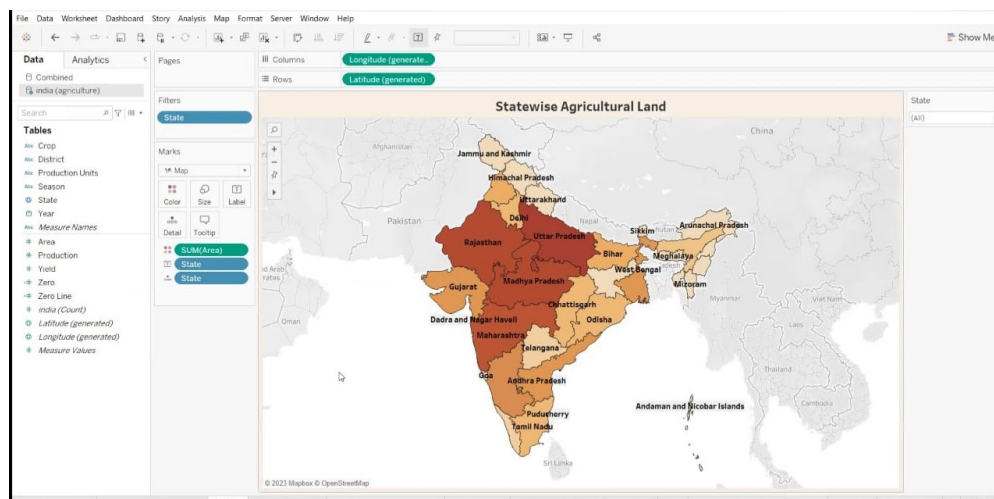 File Data Worksheet Dashboard Story Analysis Map Format Server Window Help
Show Me
Data Analytics
Combined
india (agriculture)
Search
Tables
Abc Crop
Abc District
Abc Production Units
Abc Season
State
Year
Abc Measure Names
# Area
# Production
# Yield
Zero
Zero Line
india (Count)
Latitude (generated)
Longitude (generated)
# Measure Values
Pages
Filters
State
Marks
Map
Color Size Label
Detail Tooltip
SUM(Area)
State
State
Columns Longitude (generate..
Rows Latitude (generated)
Statewise Agricultural Land
China
Afghanistan
Jammu and Kashmir
Himachal Pradesh
Uttarakhand
Pakistan
Delhi
Nepal
Sikkim
Arunachal Pradesh
Rajasthan
Uttar Pradesh
Bihar
Meghalaya
West Bengal
Gujarat
Madhya Pradesh
Mizoram
Myanmar
Viet Nam
Chhattisgarh
Dadra and Nagar Haveli
Odisha
Oman
Laos
Maharashtra
Telangana
Thailand
Goa
Andhra Pradesh
Cambodia
Andaman and Nicobar Islands
Puducherry
Tamil Nadu
Sri Lanka
© 2023 Mapbox © OpenStreetMap
State
(All)